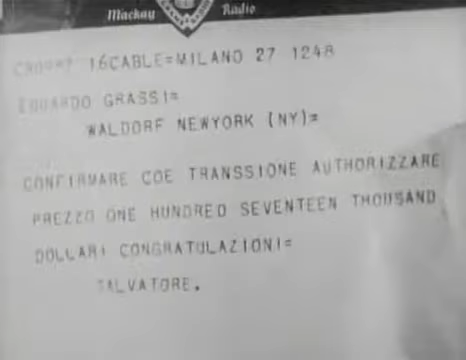 Mackay Radio
16CABLE=MILANO 27 1248
EDUARDO GRASSI=
WALDORF NEWYORK (NY)=
CONFIRMARE COE TRANSSIONE AUTHORIZZARE
PREZZO ONE HUNDRED SEVENTEEN THOUSAND
DOLLARI CONGRATULAZIONI=
SALVATORE.